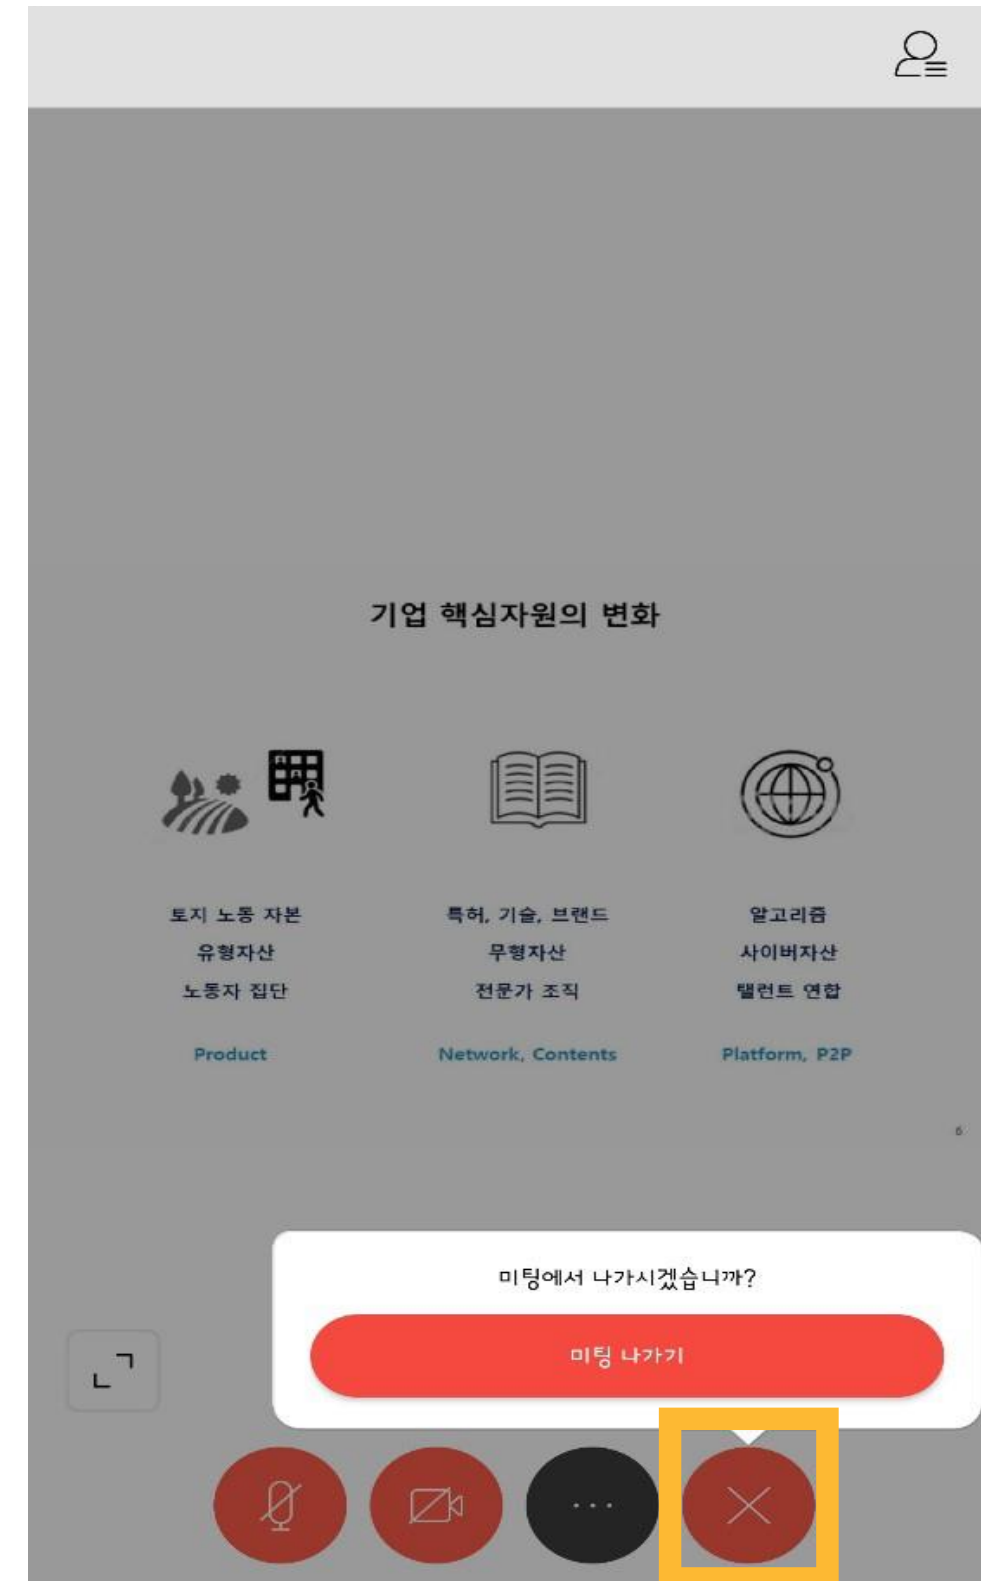 기업 핵심자원의 변화
토지 노동 자본
유형자산
노동자 집단
Product
특허, 기술, 브랜드
무형자산
전문가 조직
Network, Contents
알고리즘
사이버자산
탤런트 연합
Platform, P2P
6
미팅에서 나가시겠습니까?
미팅 나가기